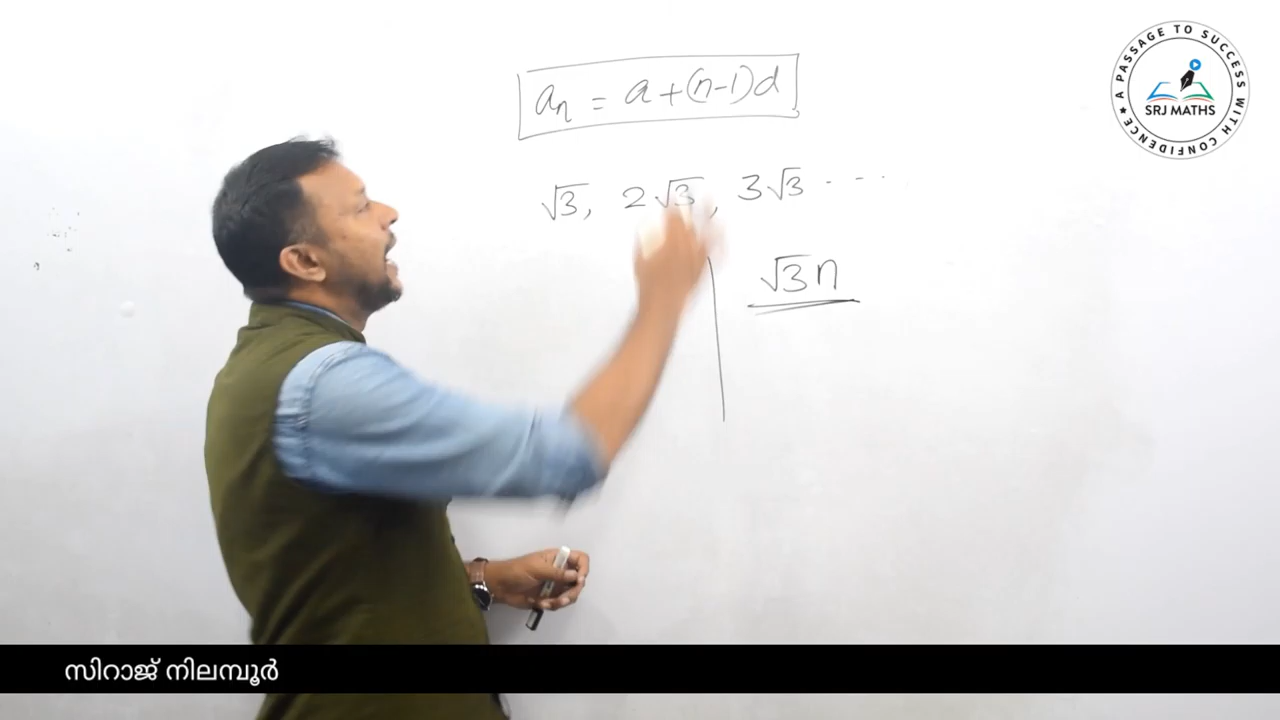 aₙ = a+(n-1)d
√3, 2√3, 3√3 - - -
√3n
A PASSAGE TO SUCCESS WITH CONFIDENCE ★
SRJ MATHS
സിറാജ് നിലമ്പൂർ